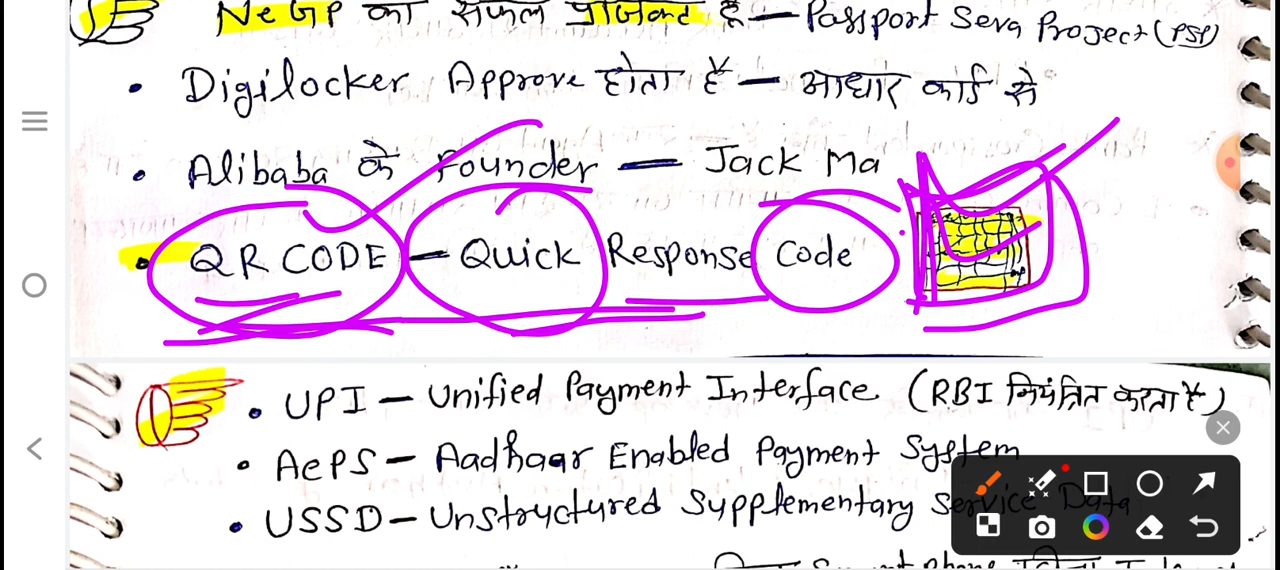 NeGP का सफल प्रोजेक्ट है — Passport Seva Project (PSP)
• Digilocker Approve होता है — आधार कार्ड से
• Alibaba के Founder — Jack Ma
• QR CODE — Quick Response Code
• UPI — Unified Payment Interface (RBI नियंत्रित करता है)
• AePS — Aadhaar Enabled Payment System
• USSD — Unstructured Supplementary Service Data